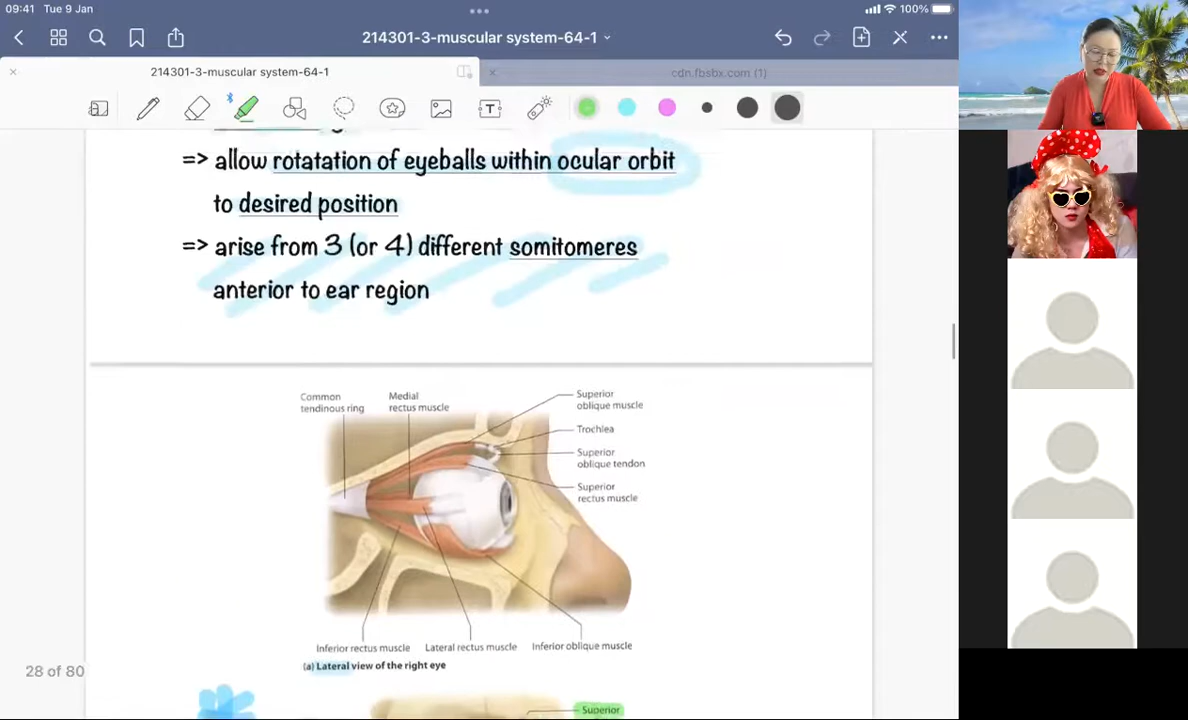 09:41 Tue 9 Jan
100%
214301-3-muscular system-64-1
214301-3-muscular system-64-1
cdn.fbsbx.com (1)
=> allow rotatation of eyeballs within ocular orbit
to desired position
=> arise from 3 (or 4) different somitomeres
anterior to ear region
Common
tendinous ring
Medial
rectus muscle
Superior
oblique muscle
Trochlea
Superior
oblique tendon
Superior
rectus muscle
Inferior rectus muscle
Lateral rectus muscle
Inferior oblique muscle
(a) Lateral view of the right eye
28 of 80
Superior